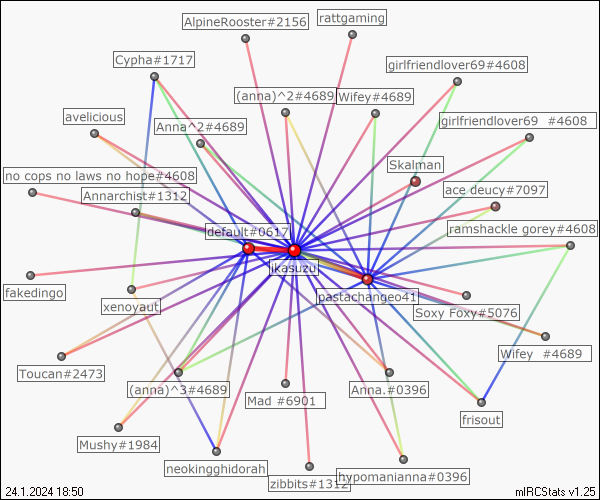 rattgaming
AlpineRooster#2156
Cypha#1717
girlfriendlover69#4608
(anna)^2#4689
Wifey#4689
avelicious
Anna^2#4689
girlfriendlover69 #4608
Skalman
no cops no laws no hope#4608
Annarchist#1312
ace deucy#7097
default#0617
ramshackle gorey#4608
ikasuzu
fakedingo
pastachangeo41
xenoyaut
Soxy Foxy#5076
Wifey #4689
Toucan#2473
(anna)^3#4689
Anna.#0396
Mad #6901
frisout
Mushy#1984
neokingghidorah
hypomanianna#0396
zibbits#1312
24.1.2024 18:50
mIRCStats v1.25